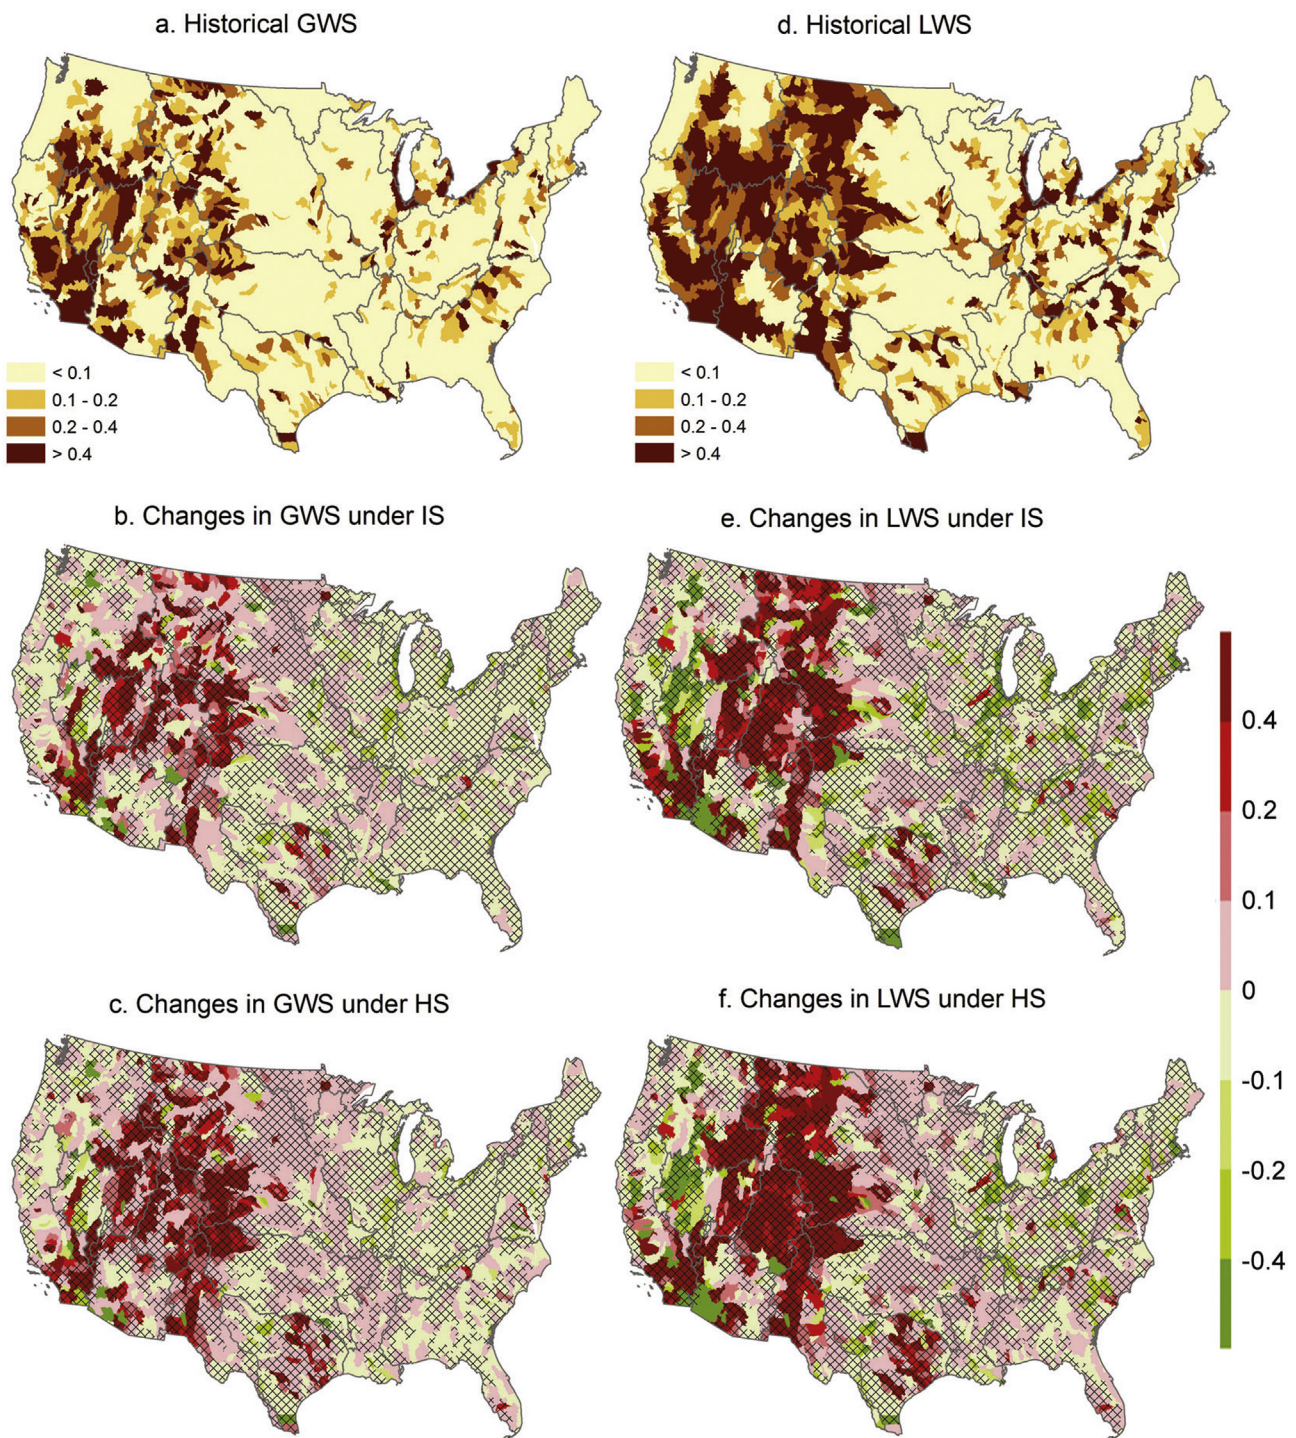 a. Historical GWS
d. Historical LWS
< 0.1
0.1 - 0.2
0.2 - 0.4
> 0.4
< 0.1
0.1 - 0.2
0.2 - 0.4
> 0.4
b. Changes in GWS under IS
e. Changes in LWS under IS
c. Changes in GWS under HS
f. Changes in LWS under HS
0.4
0.2
0.1
0
-0.1
-0.2
-0.4